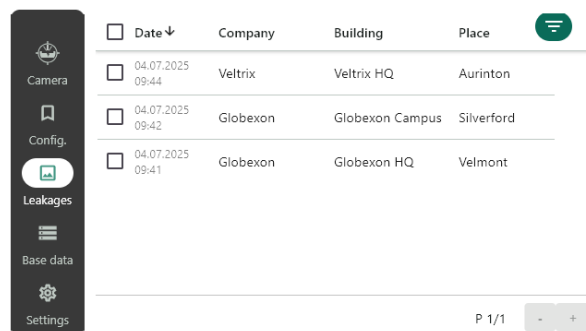 Date Company Building Place
04.07.2025
09:44
Veltrix Veltrix HQ Aurinton
04.07.2025
09:42
Globexon Globexon Campus Silverford
04.07.2025
09:41
Globexon Globexon HQ Velmont
Camera
Config.
Leakages
Base data
Settings
P 1/1 - +